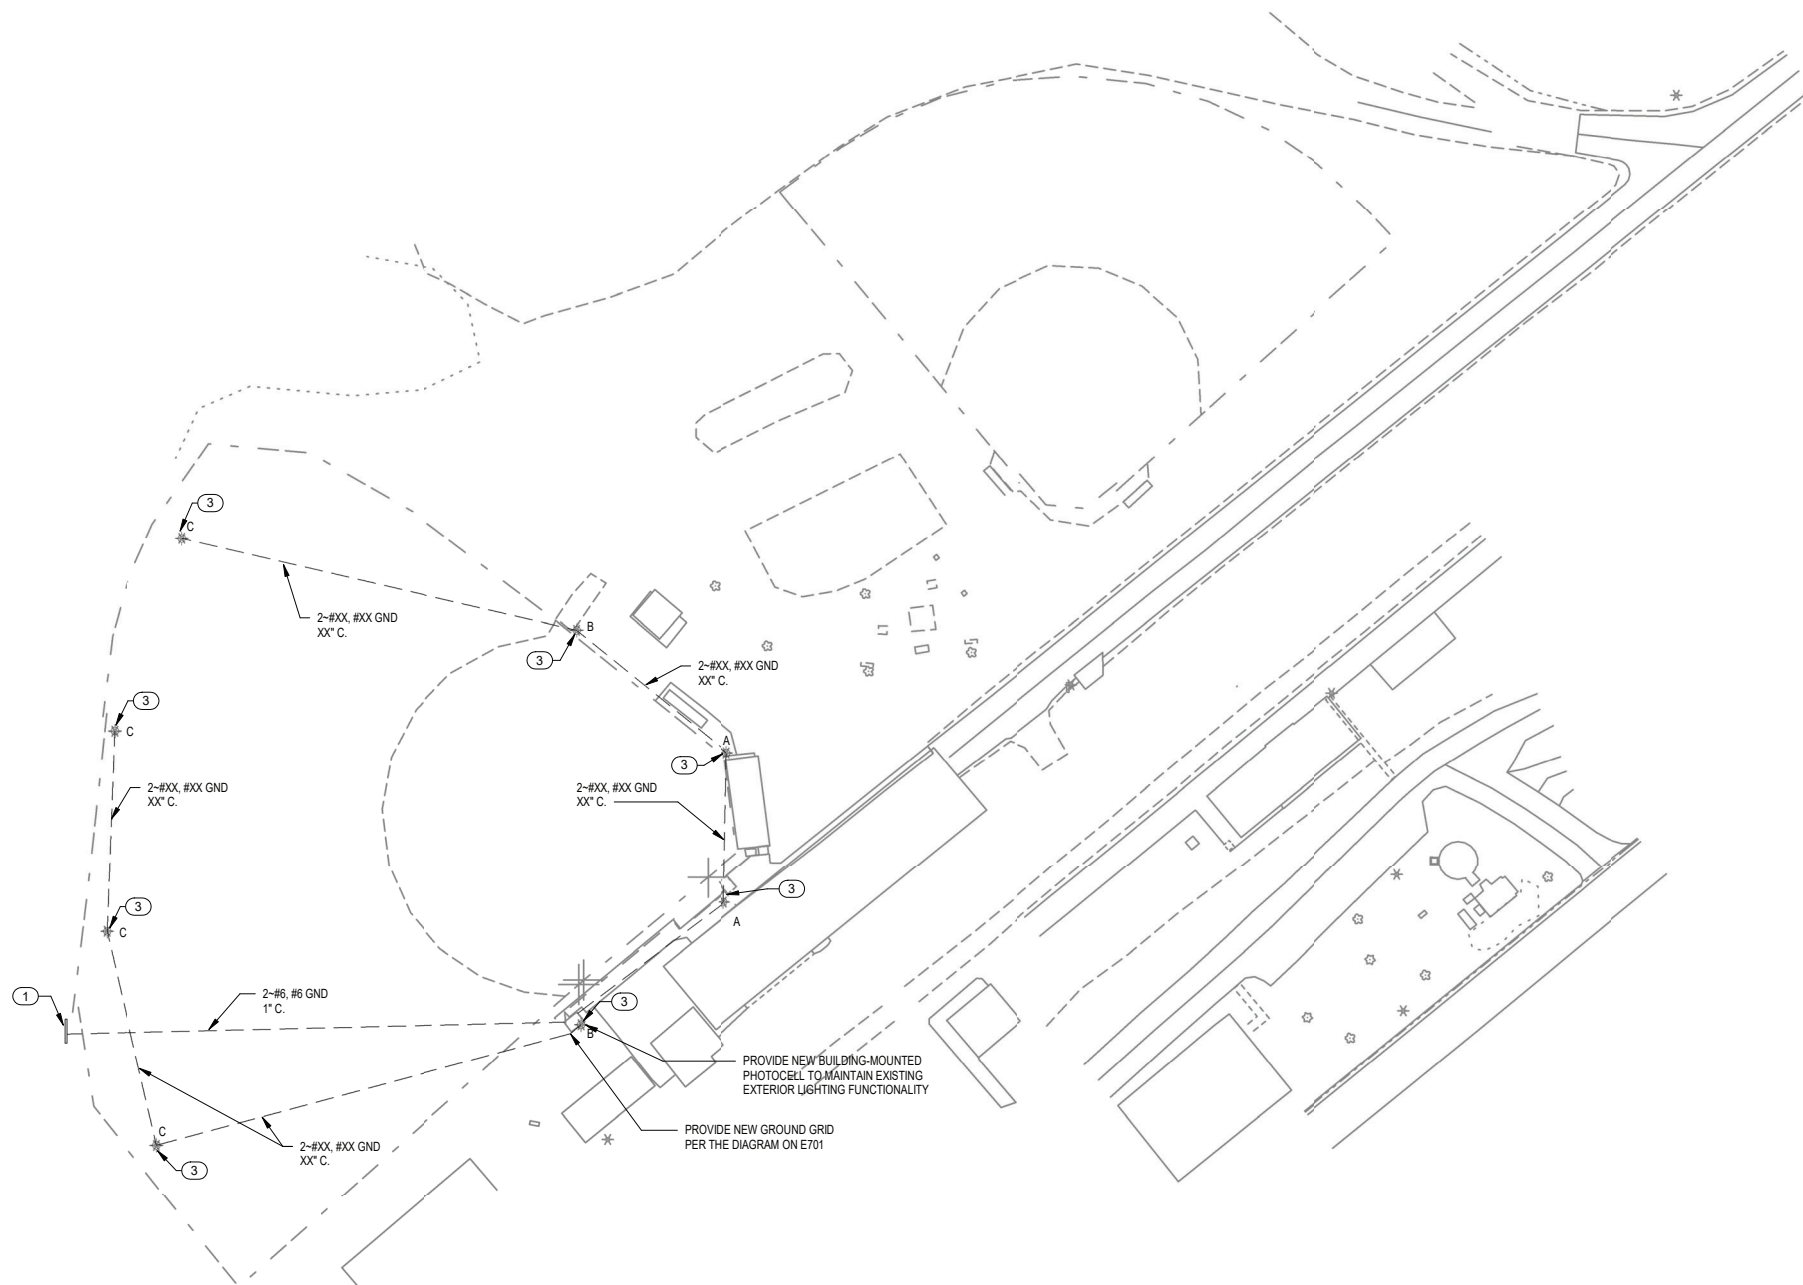 3
C
2~#XX, #XX GND
XX" C.
B
3
2~#XX, #XX GND
XX" C.
3
C
A
3
2~#XX, #XX GND
XX" C.
2~#XX, #XX GND
XX" C.
3
A
3
C
1
2~#6, #6 GND
1" C.
3
B
PROVIDE NEW BUILDING-MOUNTED
PHOTOCELL TO MAINTAIN EXISTING
EXTERIOR LIGHTING FUNCTIONALITY
PROVIDE NEW GROUND GRID
PER THE DIAGRAM ON E701
C
2~#XX, #XX GND
XX" C.
3